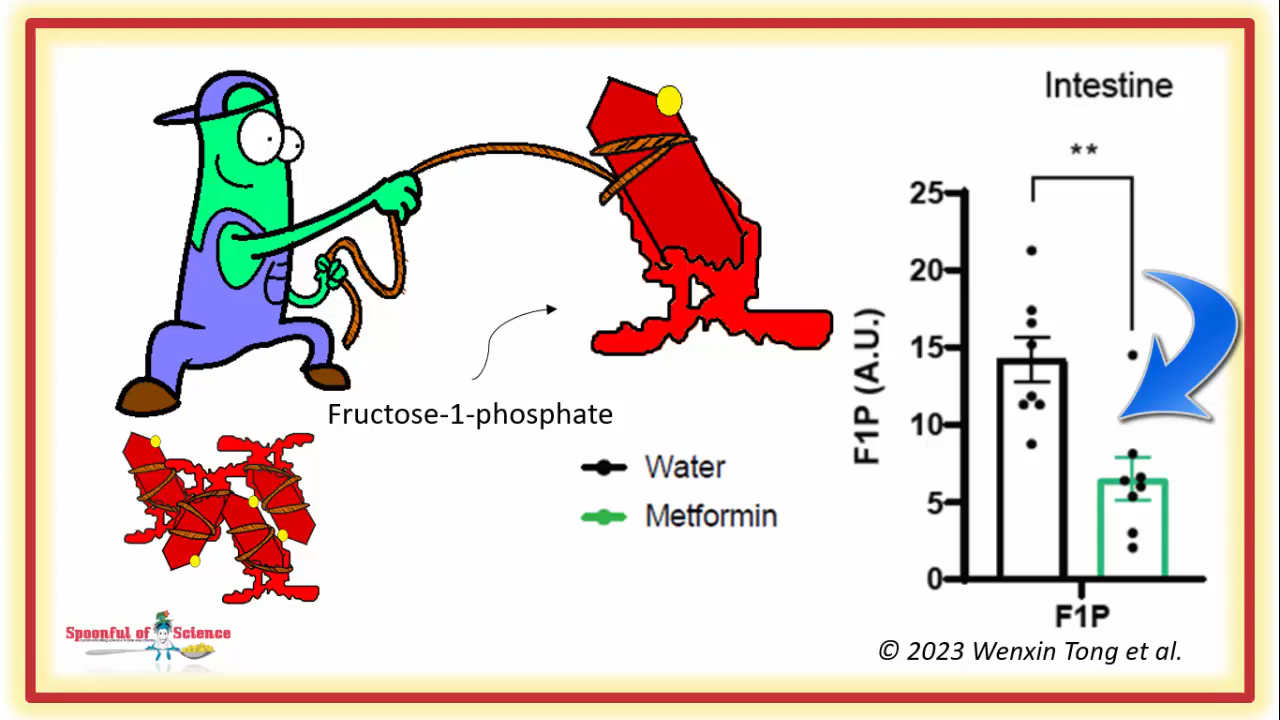 Intestine
**
25
20
15
10
5
0
F1P (A.U.)
F1P
Fructose-1-phosphate
Water
Metformin
Spoonful of Science
© 2023 Wenxin Tong et al.